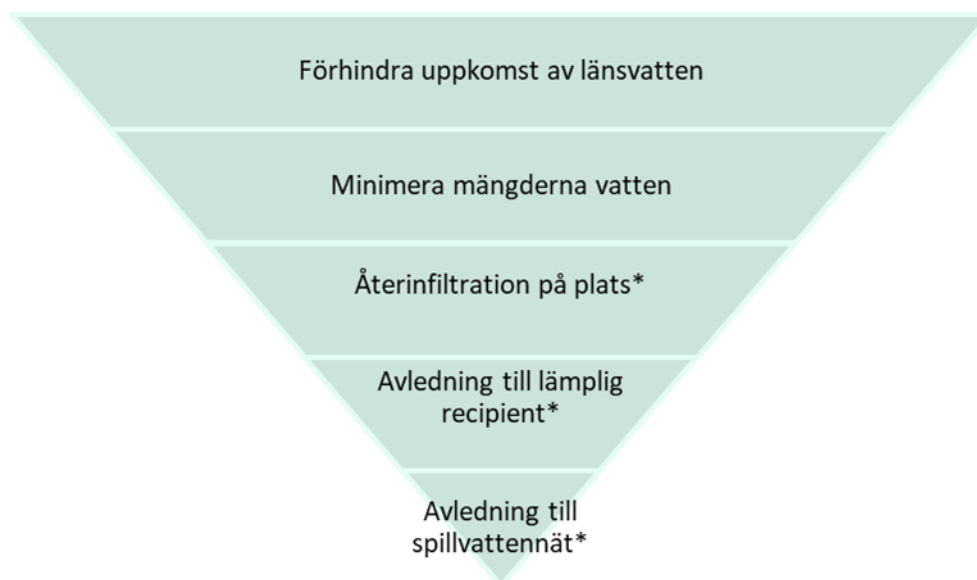 Förhindra uppkomst av länsvatten
Minimera mängderna vatten
Återinfiltration på plats*
Avledning till lämplig
recipient*
Avledning till
spillvattennät*